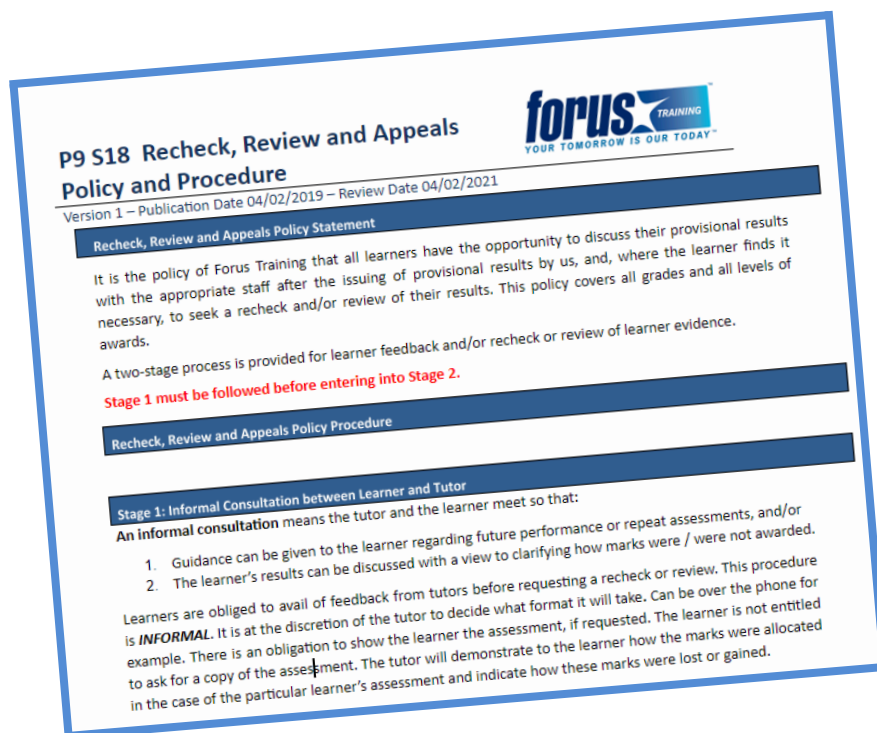 P9 S18 Recheck, Review and Appeals
Policy and Procedure
forus TRAINING
YOUR TOMORROW IS OUR TODAY™
Version 1 – Publication Date 04/02/2019 – Review Date 04/02/2021
Recheck, Review and Appeals Policy Statement
It is the policy of Forus Training that all learners have the opportunity to discuss their provisional results
with the appropriate staff after the issuing of provisional results by us, and, where the learner finds it
necessary, to seek a recheck and/or review of their results. This policy covers all grades and all levels of
awards.
A two-stage process is provided for learner feedback and/or recheck or review of learner evidence.
Stage 1 must be followed before entering into Stage 2.
Recheck, Review and Appeals Policy Procedure
Stage 1: Informal Consultation between Learner and Tutor
An informal consultation means the tutor and the learner meet so that:
1. Guidance can be given to the learner regarding future performance or repeat assessments, and/or
2. The learner's results can be discussed with a view to clarifying how marks were / were not awarded.
Learners are obliged to avail of feedback from tutors before requesting a recheck or review. This procedure
is INFORMAL. It is at the discretion of the tutor to decide what format it will take. Can be over the phone for
example. There is an obligation to show the learner the assessment, if requested. The learner is not entitled
to ask for a copy of the assessment. The tutor will demonstrate to the learner how the marks were allocated
in the case of the particular learner's assessment and indicate how these marks were lost or gained.